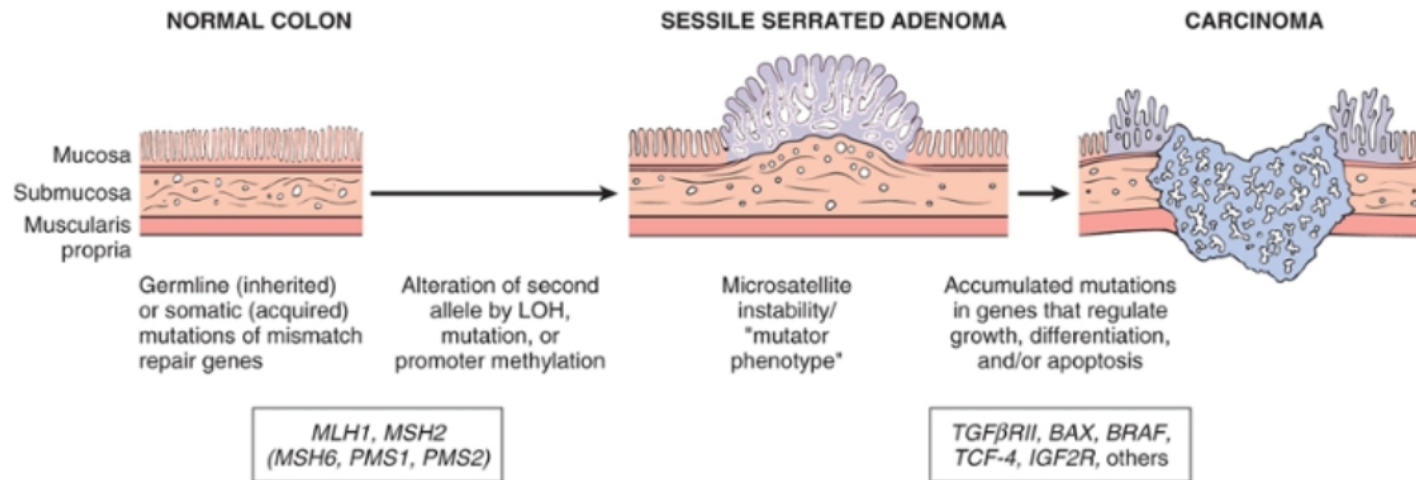 NORMAL COLON
SESSILE SERRATED ADENOMA
CARCINOMA
Mucosa
Submucosa
Muscularis
propria
Germline (inherited)
or somatic (acquired)
mutations of mismatch
repair genes
Alteration of second
allele by LOH,
mutation, or
promoter methylation
Microsatellite
instability/
"mutator
phenotype"
Accumulated mutations
in genes that regulate
growth, differentiation,
and/or apoptosis
MLH1, MSH2
(MSH6, PMS1, PMS2)
TGFβRII, BAX, BRAF,
TCF-4, IGF2R, others